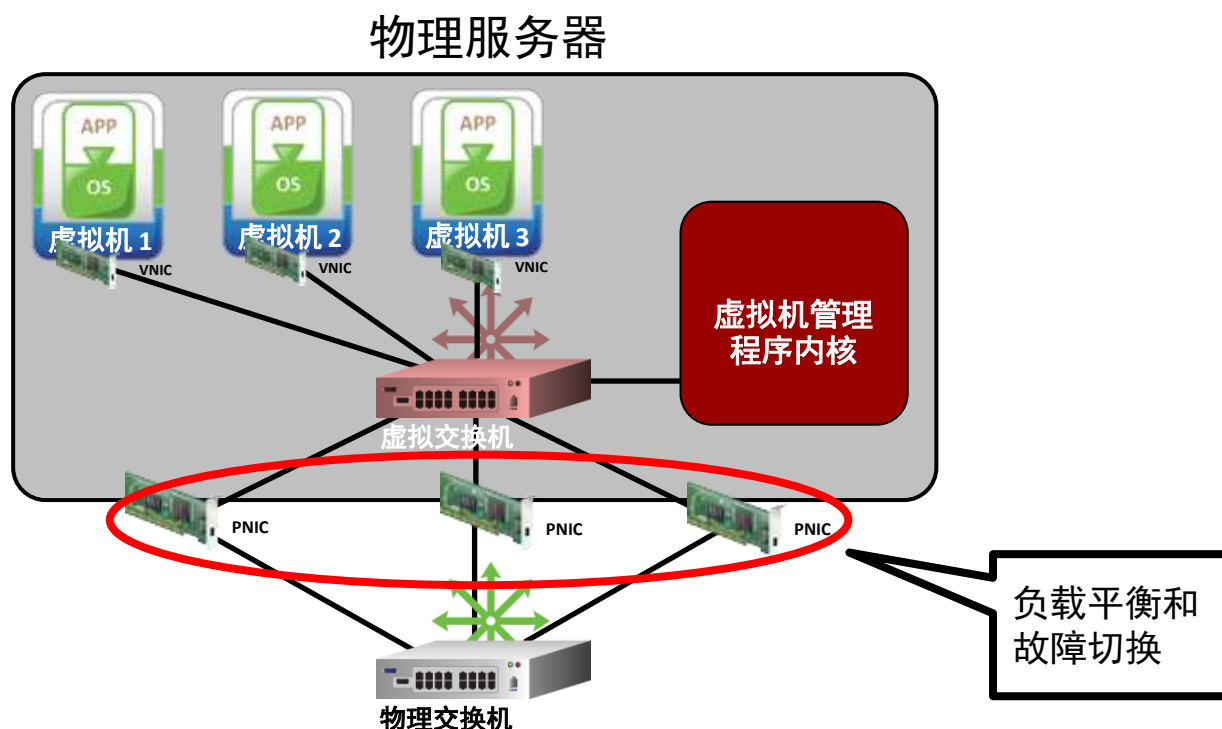 物理服务器
APP
OS
虚拟机 1
VNIC
APP
OS
虚拟机 2
VNIC
APP
OS
虚拟机 3
VNIC
虚拟机管理
程序内核
虚拟交换机
PNIC
PNIC
PNIC
负载平衡和
故障切换
物理交换机